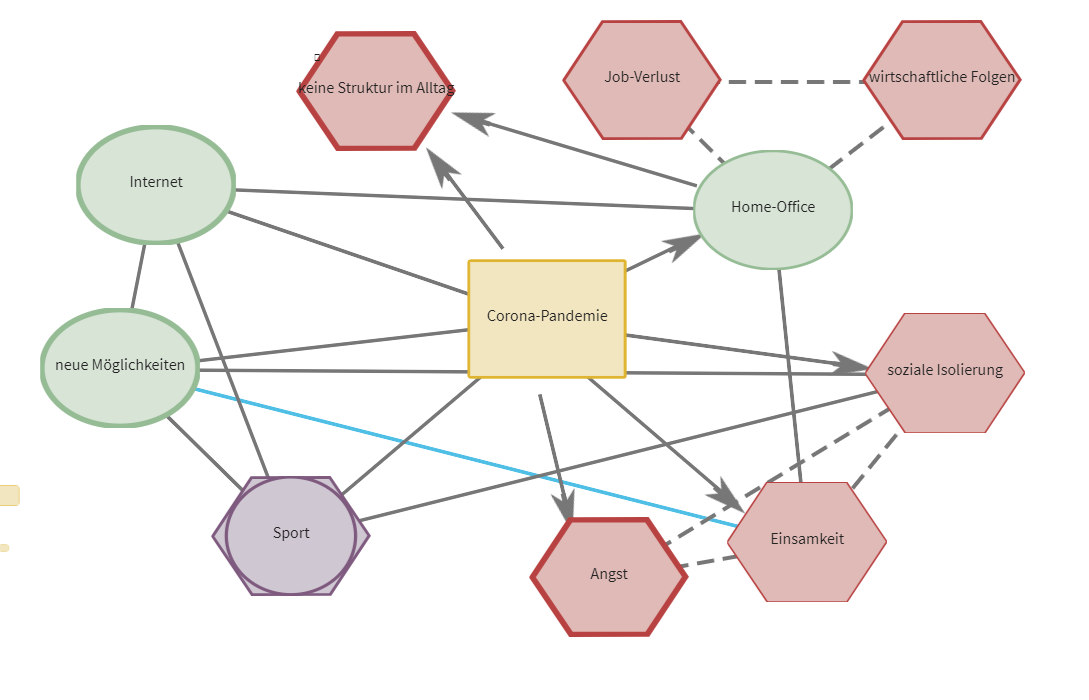 keine Struktur im Alltag
Job-Verlust
wirtschaftliche Folgen
Internet
Home-Office
Corona-Pandemie
neue Möglichkeiten
soziale Isolierung
Sport
Einsamkeit
Angst